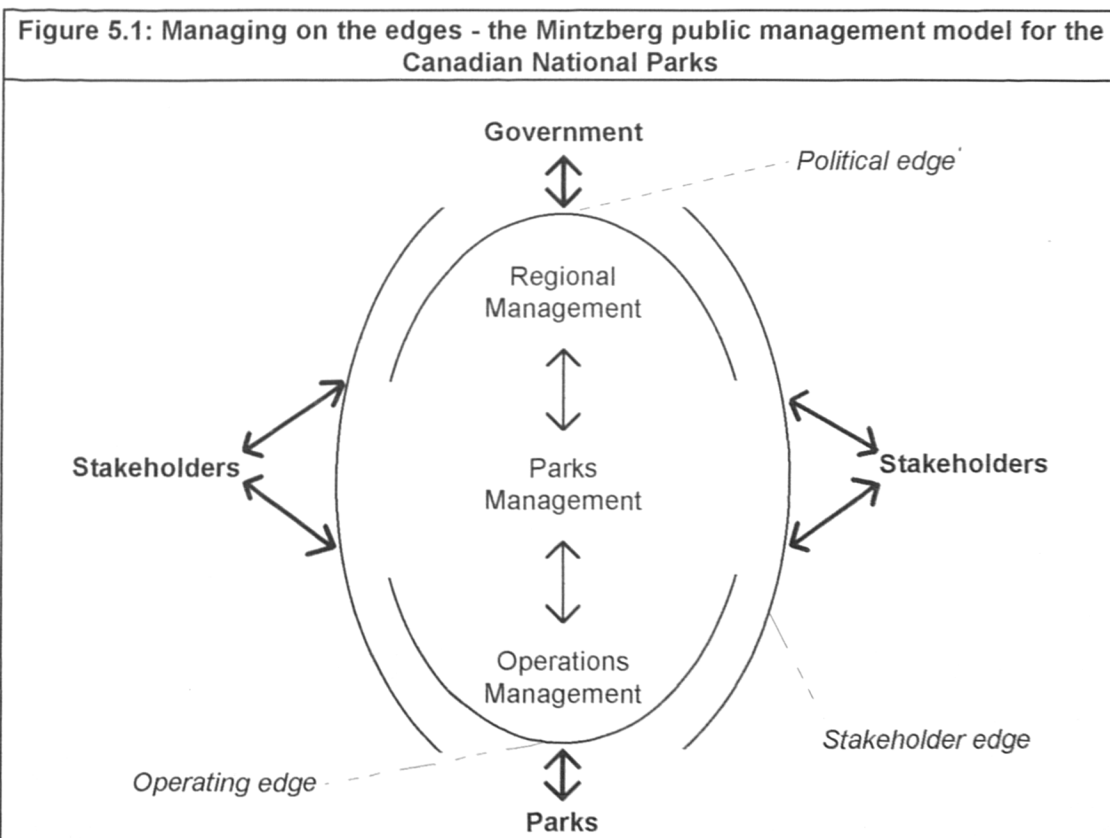 Figure 5.1: Managing on the edges - the Mintzberg public management model for the
Canadian National Parks
Government
Political edge
Regional
Management
Stakeholders
Parks
Management
Stakeholders
Operations
Management
Stakeholder edge
Operating edge
Parks